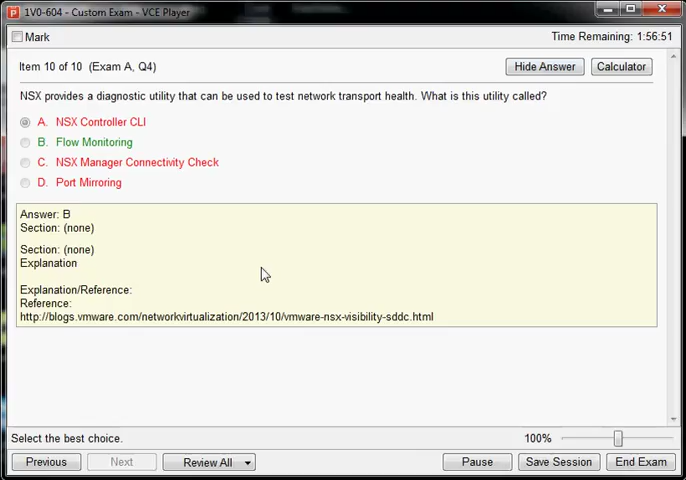 1V0-604 - Custom Exam - VCE Player
Mark
Time Remaining: 1:56:51
Item 10 of 10 (Exam A, Q4)
Hide Answer
Calculator
NSX provides a diagnostic utility that can be used to test network transport health. What is this utility called?
A. NSX Controller CLI
B. Flow Monitoring
C. NSX Manager Connectivity Check
D. Port Mirroring
Answer: B
Section: (none)
Section: (none)
Explanation
Explanation/Reference:
Reference:
http://blogs.vmware.com/networkvirtualization/2013/10/vmware-nsx-visibility-sddc.html
Select the best choice.
100%
Previous
Next
Review All
Pause
Save Session
End Exam